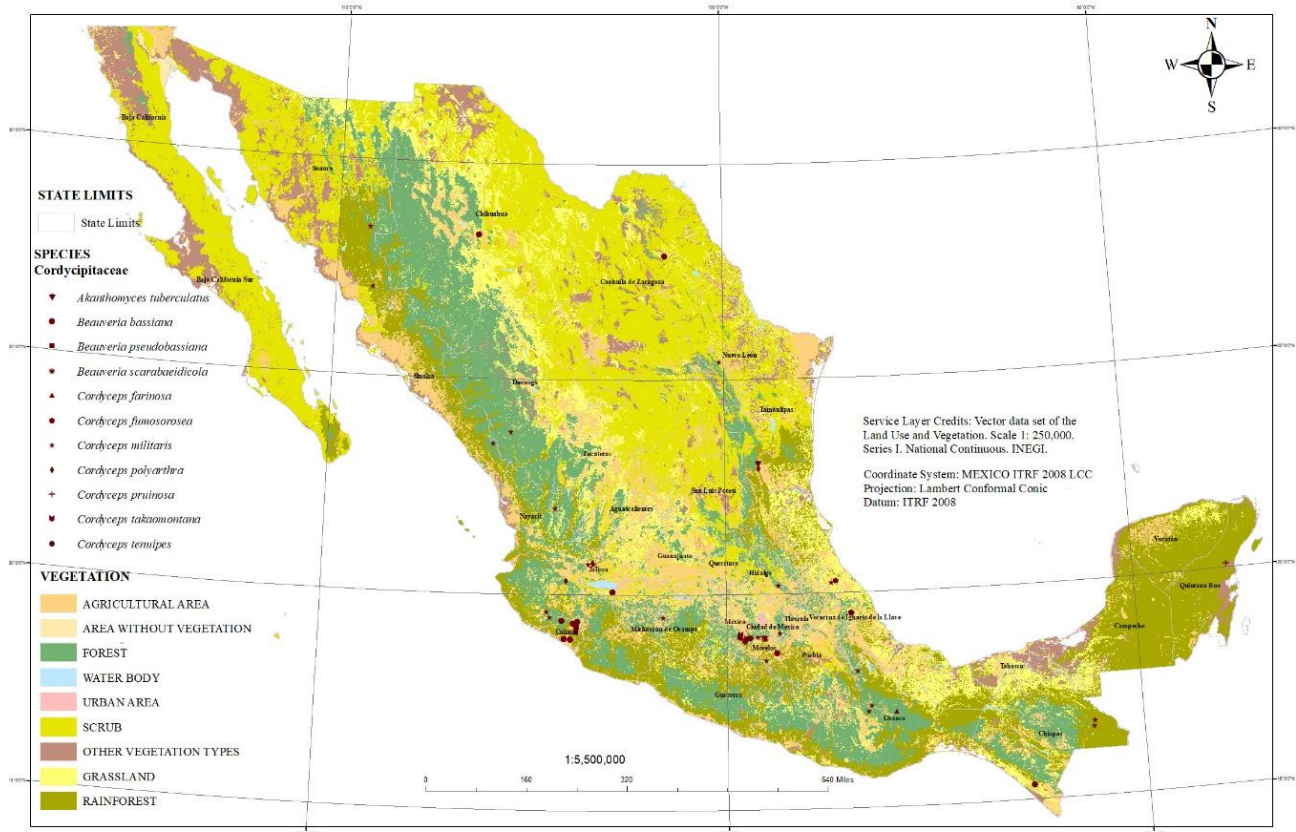 N
W E
S
Baja California
Sonora
Chihuahua
STATE LIMITS
State Limits
SPECIES
Cordycipitaceae
Akanthomyces tuberculatus
Beauveria bassiana
Beauveria pseudobassiana
Beauveria scarabaeidicola
Cordyceps farinosa
Cordyceps fumosorosea
Cordyceps militaris
Cordyceps polyarthra
Cordyceps pruinosa
Cordyceps takaomontana
Cordyceps tenuipes
VEGETATION
AGRICULTURAL AREA
AREA WITHOUT VEGETATION
FOREST
WATER BODY
URBAN AREA
SCRUB
OTHER VEGETATION TYPES
GRASSLAND
RAINFOREST
Baja California Sur
Coahuila de Zaragoza
Nuevo León
Sinaloa
Durango
Tamaulipas
Zacatecas
San Luis Potosí
Nayarit
Aguascalientes
Guanajuato
Querétaro
Hidalgo
Jalisco
Colima
Michoacán de Ocampo
México
Ciudad de México
Tlaxcala
Veracruz de Ignacio de la Llave
Morelos
Puebla
Guerrero
Oaxaca
Tabasco
Chiapas
Campeche
Yucatán
Quintana Roo
Service Layer Credits: Vector data set of the
Land Use and Vegetation. Scale 1: 250,000.
Series I. National Continuous. INEGI.
Coordinate System: MEXICO ITRF 2008 LCC
Projection: Lambert Conformal Conic
Datum: ITRF 2008
1:5,500,000
0 160 320 640 Miles